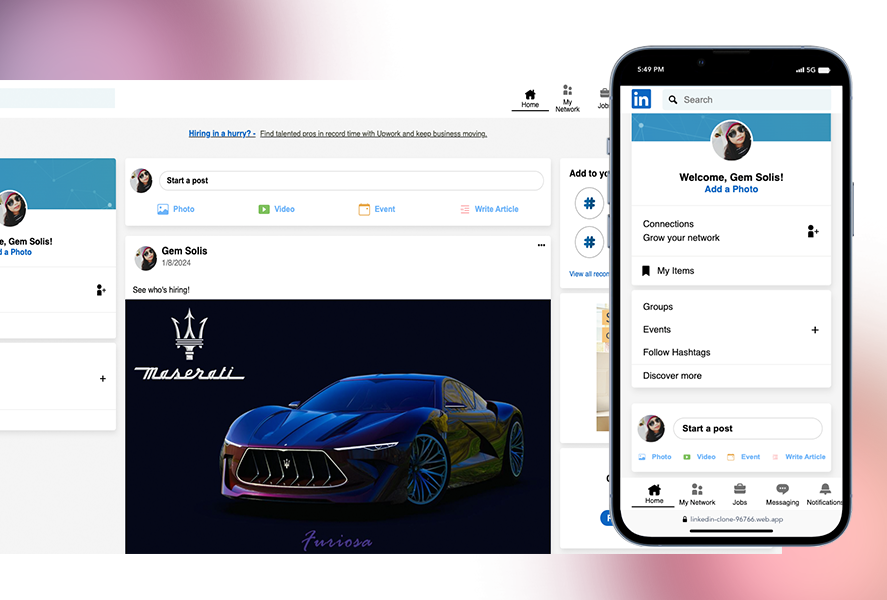 Home
My
Network
Hiring in a hurry? - Find talented pros in record time with Upwork and keep business moving.
Gem Solis!
a Photo
Start a post
Photo
Video
Event
Write Article
Gem Solis
1/8/2024
See who's hiring!
MASERATI
Furiosa
Add to
#
#
View all
5:49 PM
5G
in
Search
Welcome, Gem Solis!
Add a Photo
Connections
Grow your network
My Items
Groups
Events
+
Follow Hashtags
Discover more
Start a post
Photo
Video
Event
Write Article
Home
My Network
Jobs
Messaging
Notifications
linkedin-clone-96766.web.app